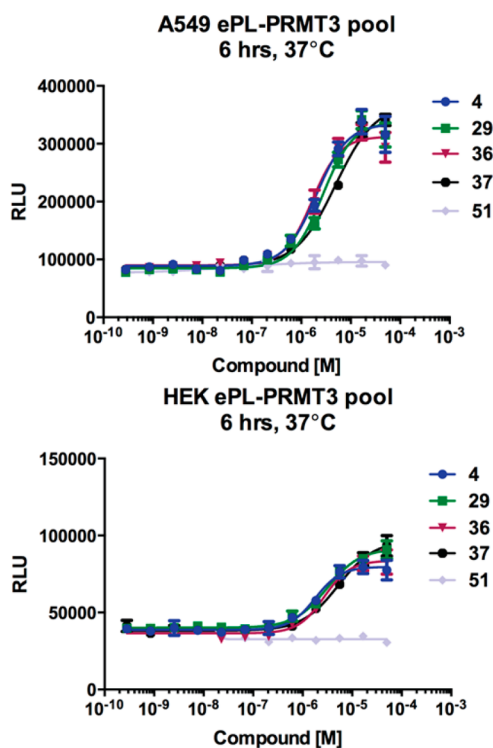 A549 ePL-PRMT3 pool
6 hrs, 37°C
400000
300000
200000
100000
0
RLU
10-10 10-9 10-8 10-7 10-6 10-5 10-4 10-3
Compound [M]
4
29
36
37
51
HEK ePL-PRMT3 pool
6 hrs, 37°C
150000
100000
50000
0
RLU
10-10 10-9 10-8 10-7 10-6 10-5 10-4 10-3
Compound [M]
4
29
36
37
51